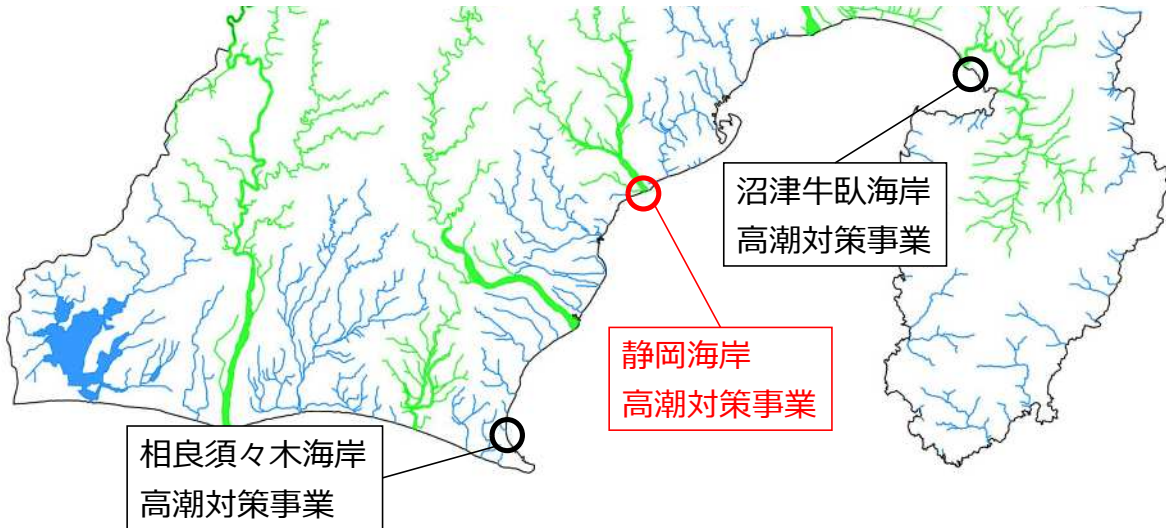 沼津牛臥海岸
高潮対策事業
静岡海岸
高潮対策事業
相良須々木海岸
高潮対策事業